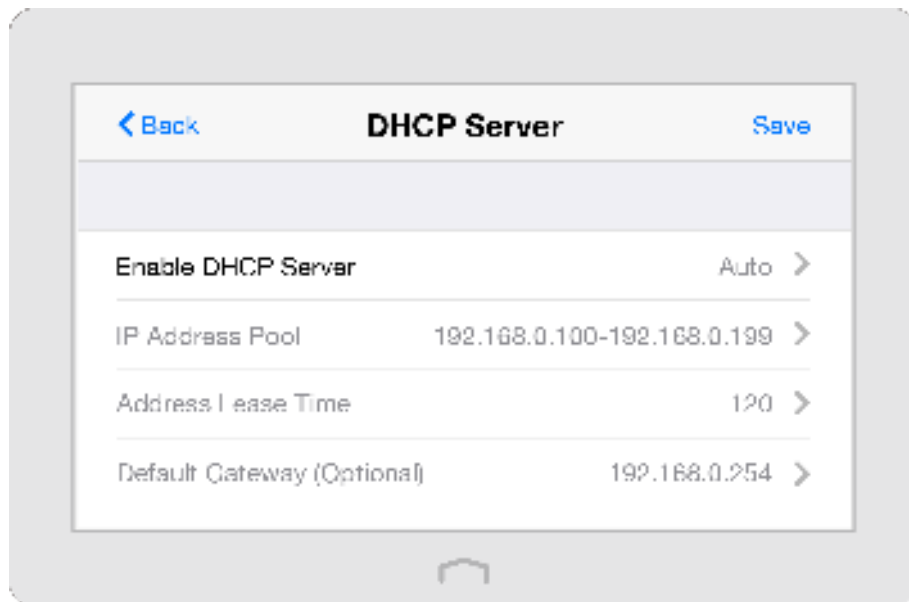 Back DHCP Server Save
Enable DHCP Server Auto
IP Address Pool 192.168.0.100-192.168.0.199
Address Lease Time 120
Default Gateway (Optional) 192.168.0.254